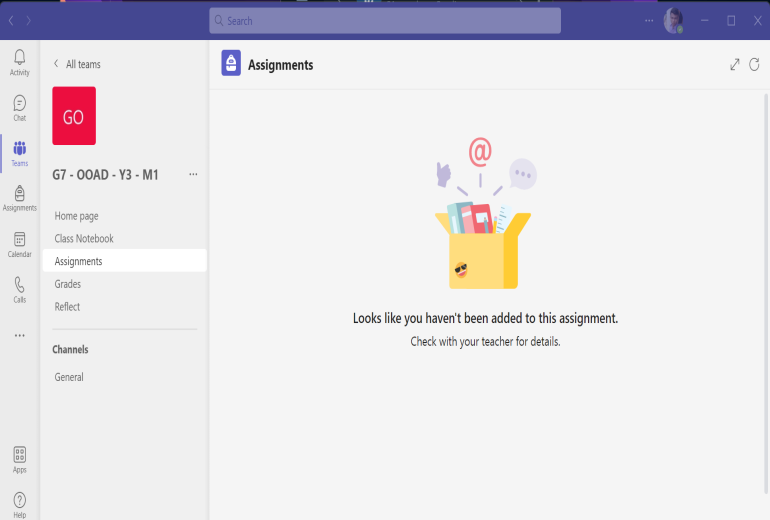 Search
Activity
Chat
Teams
Assignments
Calendar
Calls
Apps
Help
All teams
GO
G7 - OOAD - Y3 - M1
Home page
Class Notebook
Assignments
Grades
Reflect
Channels
General
Assignments
@
Looks like you haven't been added to this assignment.
Check with your teacher for details.